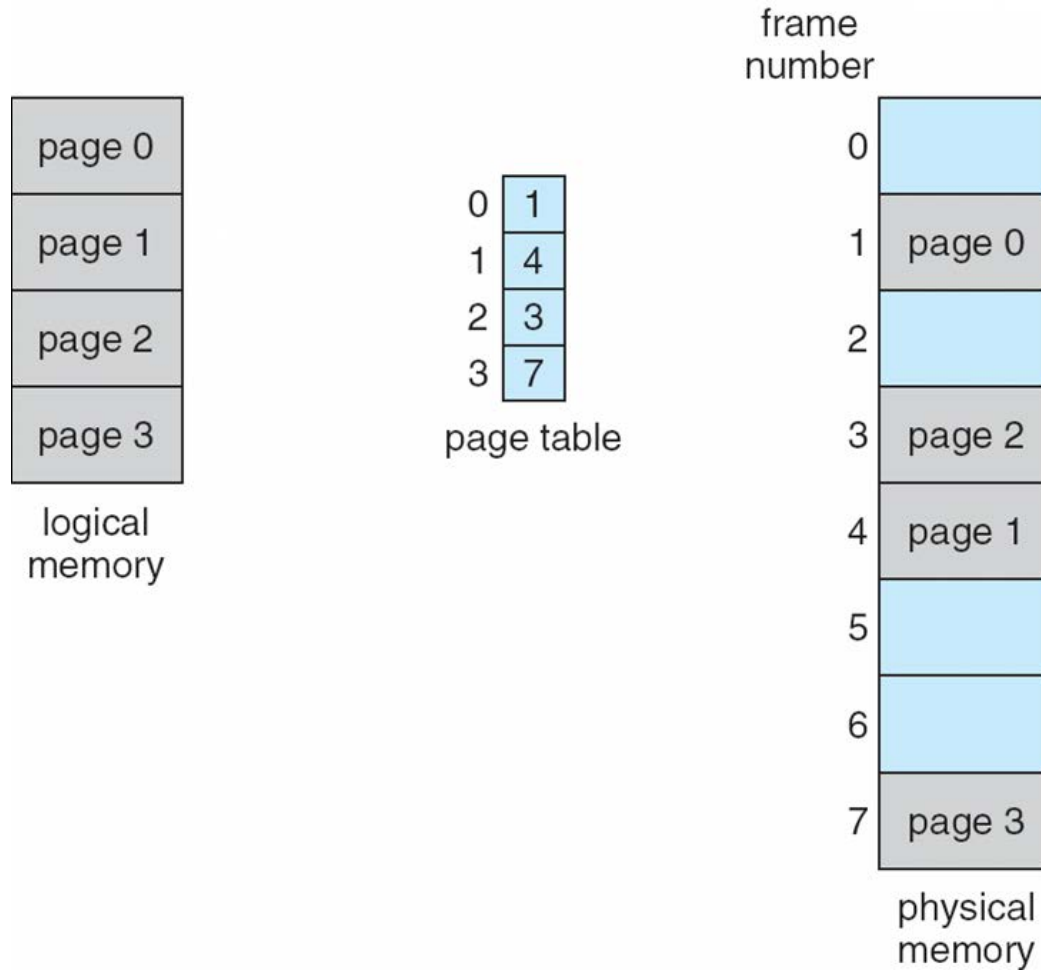 page 0
page 1
page 2
page 3
logical
memory
0 1
1 4
2 3
3 7
page table
frame
number
0
1 page 0
2
3 page 2
4 page 1
5
6
7 page 3
physical
memory